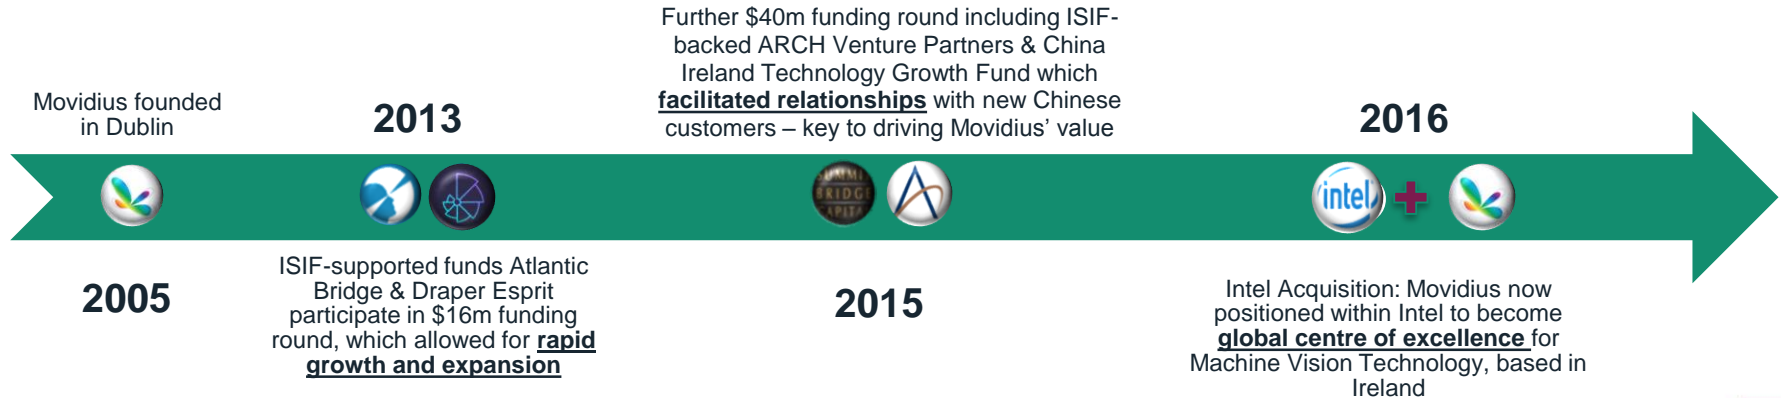 Movidius founded
in Dublin
2005
2013
ISIF-supported funds Atlantic
Bridge & Draper Esprit
participate in $16m funding
round, which allowed for rapid
growth and expansion
Further $40m funding round including ISIF-
backed ARCH Venture Partners & China
Ireland Technology Growth Fund which
facilitated relationships with new Chinese
customers – key to driving Movidius' value
BRIDGE
2015
2016
intel
Intel Acquisition: Movidius now
positioned within Intel to become
global centre of excellence for
Machine Vision Technology, based in
Ireland